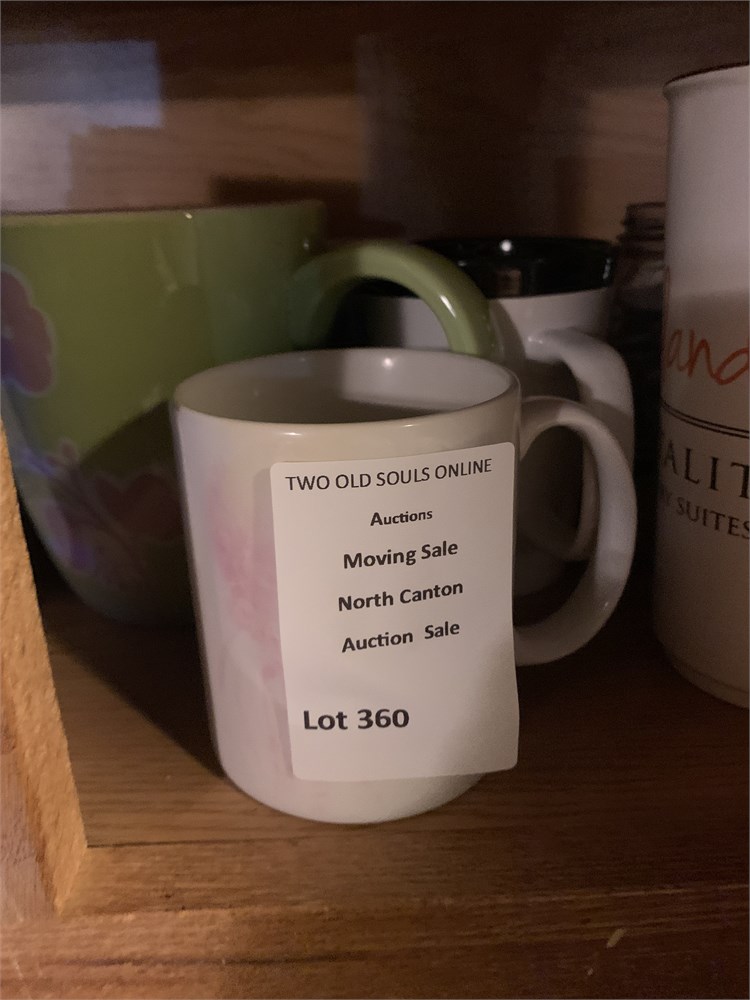 TWO OLD SOULS ONLINE
Auctions
Moving Sale
North Canton
Auction Sale
Lot 360